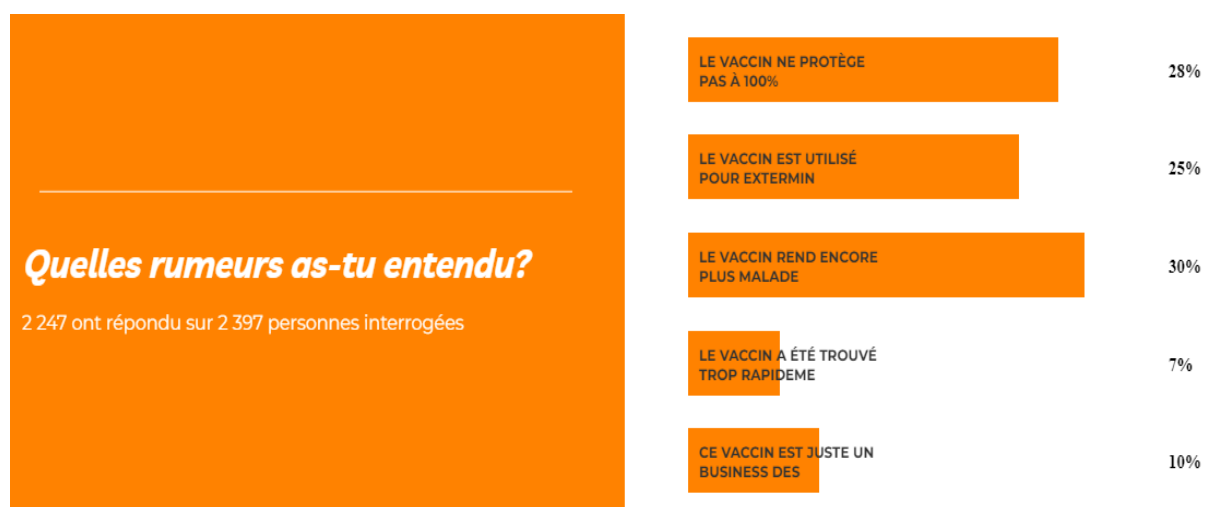 Quelles rumeurs as-tu entendu?
2 247 ont répondu sur 2 397 personnes interrogées
LE VACCIN NE PROTÈGE
PAS À 100%
28%
LE VACCIN EST UTILISÉ
POUR EXTERMIN
25%
LE VACCIN REND ENCORE
PLUS MALADE
30%
LE VACCIN A ÉTÉ TROUVÉ
TROP RAPIDEME
7%
CE VACCIN EST JUSTE UN
BUSINESS DES
10%